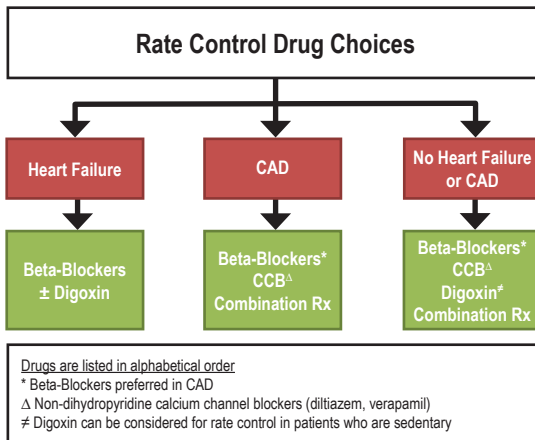 Rate Control Drug Choices
Heart Failure
CAD
No Heart Failure
or CAD
Beta-Blockers
± Digoxin
Beta-Blockers*
CCBΔ
Combination Rx
Beta-Blockers*
CCBΔ
Digoxin≠
Combination Rx
Drugs are listed in alphabetical order
* Beta-Blockers preferred in CAD
Δ Non-dihydropyridine calcium channel blockers (diltiazem, verapamil)
≠ Digoxin can be considered for rate control in patients who are sedentary